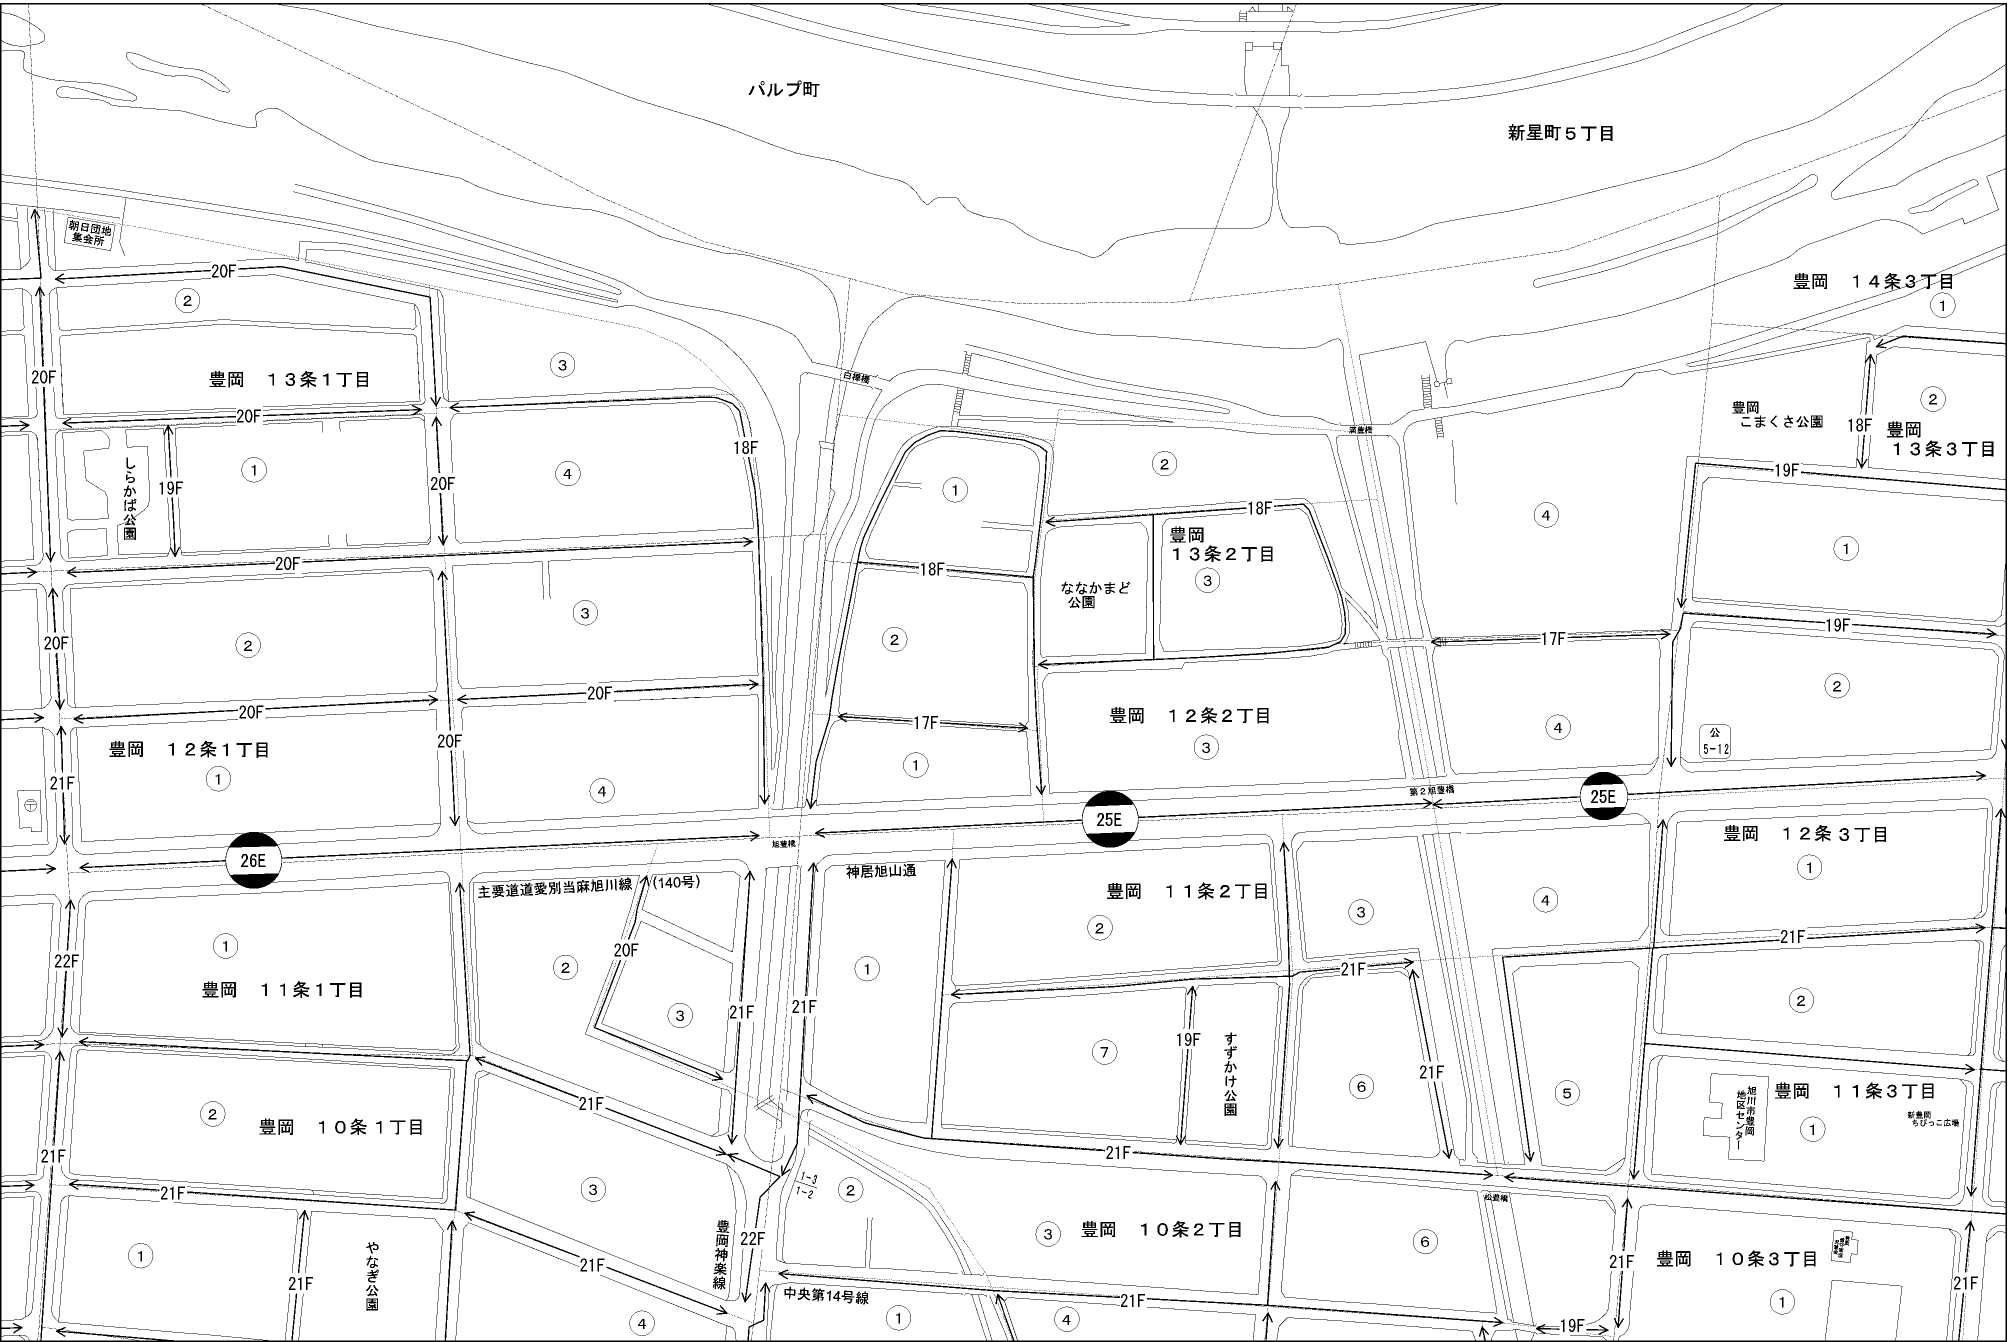 パルプ町
新星町５丁目
朝日団地
集会所
20F
②
豊岡　１４条３丁目
①
③
20F
豊岡　１３条１丁目
白樺橋
②
豊岡
こまくさ公園
18F
豊岡
１３条３丁目
20F
18F
④
①
しらかば公園
19F
20F
①
②
19F
18F
④
豊岡
１３条２丁目
①
20F
18F
③
ななかまど
公園
20F
②
③
②
17F
19F
20F
20F
②
豊岡　１２条１丁目
20F
17F
豊岡　１２条２丁目
④
公
5-12
21F
①
④
①
③
第２旭豊橋
25E
25E
26E
旭豊橋
豊岡　１２条３丁目
①
主要道道愛別当麻旭川線　(140号)
神居旭山通
豊岡　１１条２丁目
①
22F
豊岡　１１条１丁目
②
20F
①
②
③
④
21F
21F
③
21F
21F
②
⑦
19F
すずかけ公園
⑥
21F
⑤
旭川市豊岡
地区センター
豊岡　１１条３丁目
①
新豊岡
ちびっこ広場
②
豊岡　１０条１丁目
21F
21F
21F
21F
③
1-3
1-2
②
松豊橋
①
21F
やなぎ公園
21F
豊岡神楽線
22F
③
豊岡　１０条２丁目
⑥
21F
豊岡　１０条３丁目
①
21F
④
中央第14号線
①
④
21F
19F